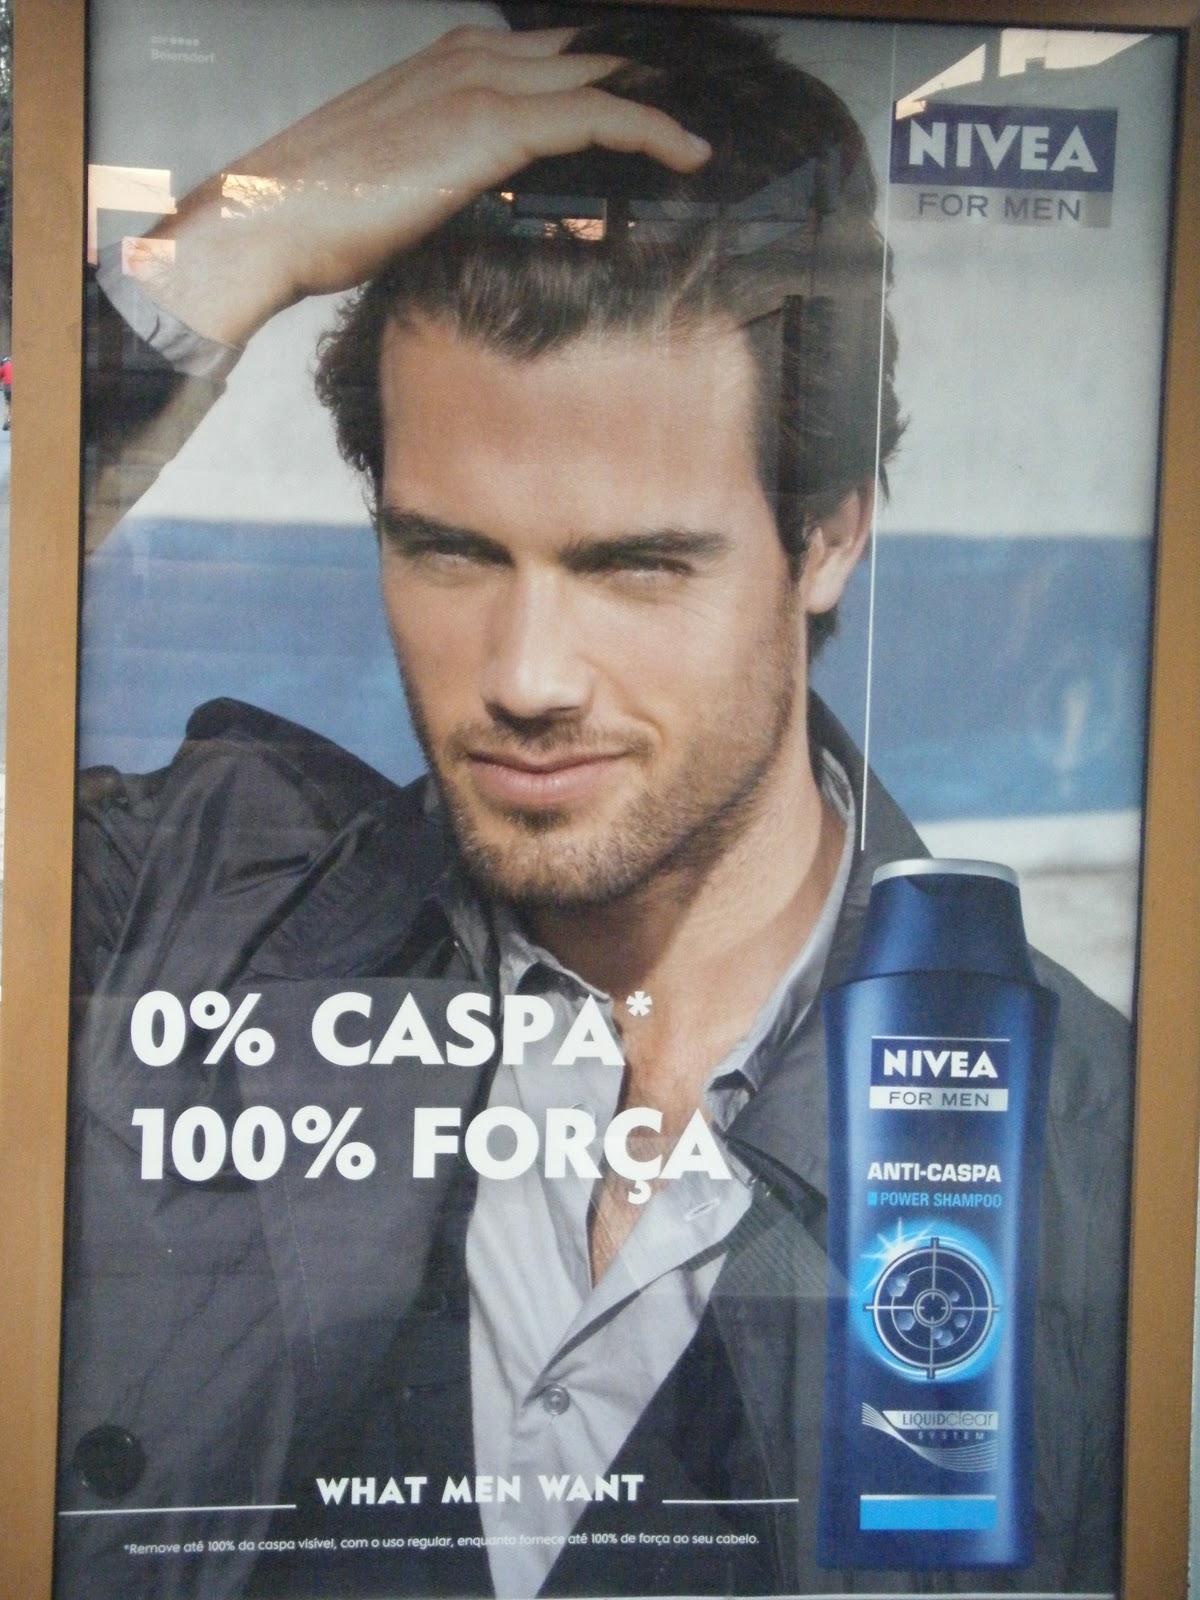 Beiersdorf
NIVEA
FOR MEN
0% CASPA*
100% FORÇA
NIVEA
FOR MEN
ANTI-CASPA
POWER SHAMPOO
LIQUIDclear
SYSTEM
WHAT MEN WANT
*Remove até 100% da caspa visível, com o uso regular, enquanto fornece até 100% de força ao seu cabelo.